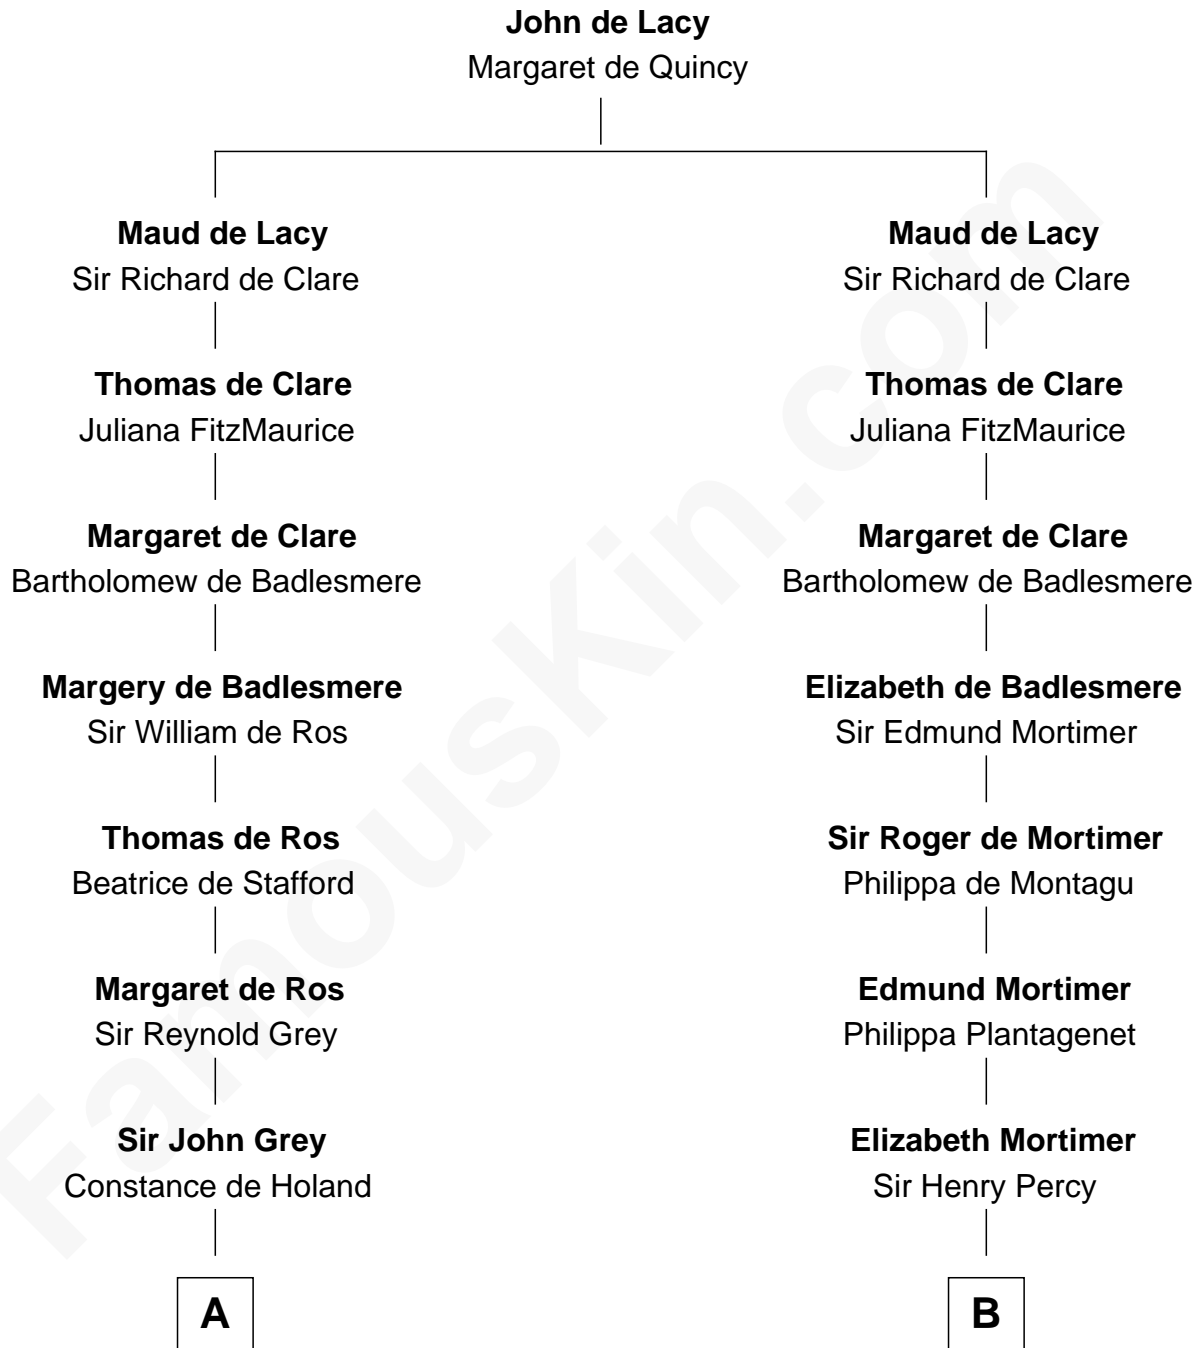 John de Lacy
Margaret de Quincy
Maud de Lacy
Sir Richard de Clare
Thomas de Clare
Juliana FitzMaurice
Margaret de Clare
Bartholomew de Badlesmere
Margery de Badlesmere
Sir William de Ros
Thomas de Ros
Beatrice de Stafford
Margaret de Ros
Sir Reynold Grey
Sir John Grey
Constance de Holand
A
Maud de Lacy
Sir Richard de Clare
Thomas de Clare
Juliana FitzMaurice
Margaret de Clare
Bartholomew de Badlesmere
Elizabeth de Badlesmere
Sir Edmund Mortimer
Sir Roger de Mortimer
Philippa de Montagu
Edmund Mortimer
Philippa Plantagenet
Elizabeth Mortimer
Sir Henry Percy
B
FamousKin.com